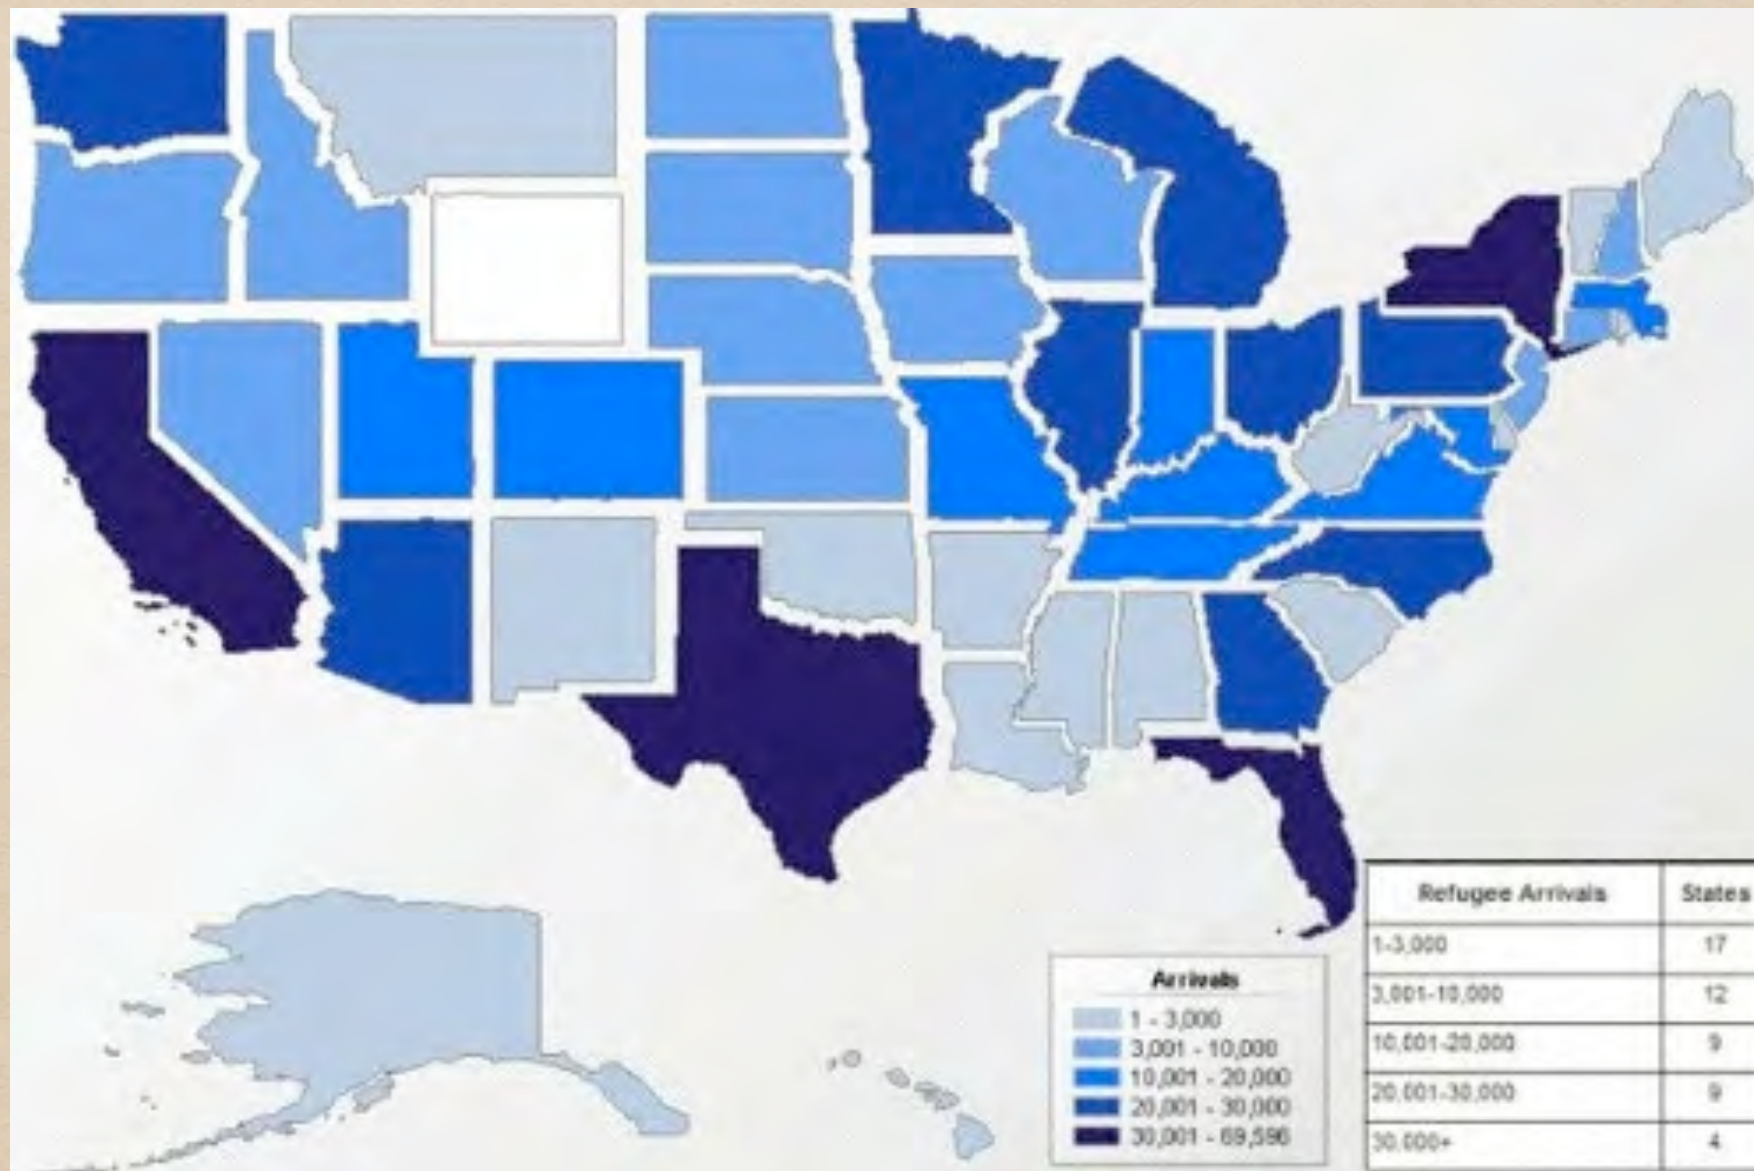 Arrivals
1 - 3,000
3,001 - 10,000
10,001 - 20,000
20,001 - 30,000
30,001 - 69,596
Refugee Arrivals States
1-3,000 17
3,001-10,000 12
10,001-20,000 9
20,001-30,000 9
30,000+ 4